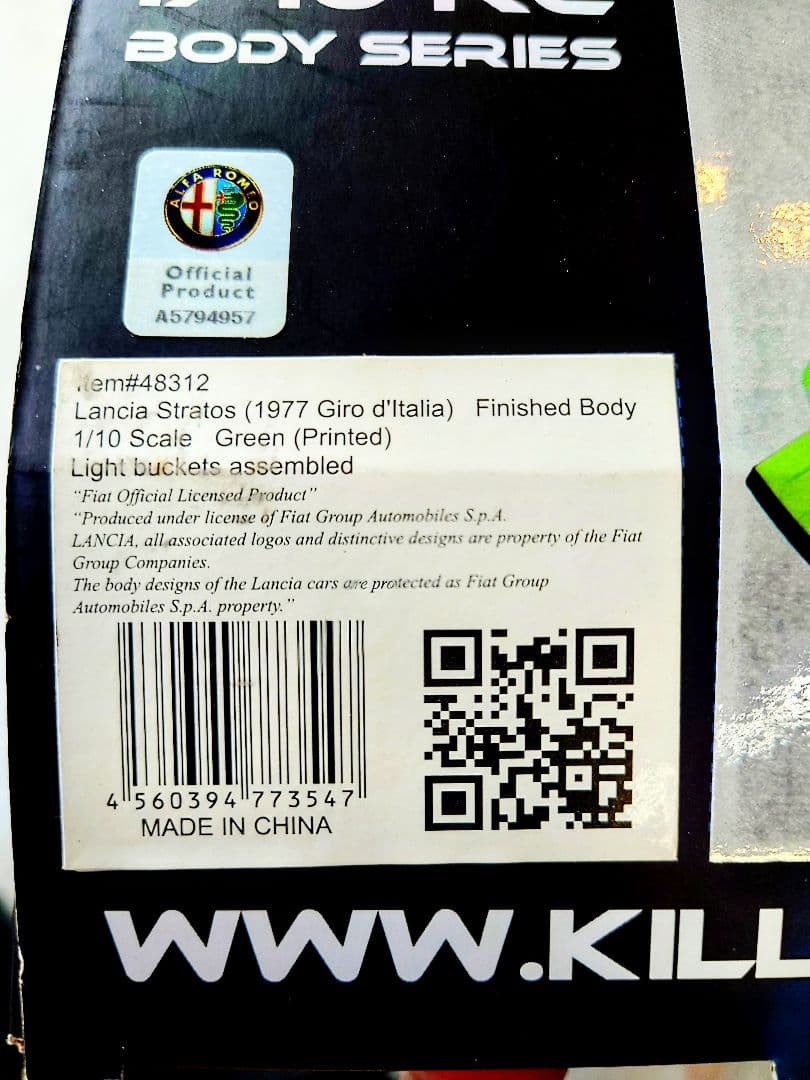 BODY SERIES
ALFA ROMEO
Official
Product
A5794957
Item#48312
Lancia Stratos (1977 Giro d'Italia) Finished Body
1/10 Scale Green (Printed)
Light buckets assembled
"Fiat Official Licensed Product"
"Produced under license of Fiat Group Automobiles S.p.A.
LANCIA, all associated logos and distinctive designs are property of the Fiat
Group Companies.
The body designs of the Lancia cars are protected as Fiat Group
Automobiles S.p.A. property."
4 560394 773547
MADE IN CHINA
WWW.KILL